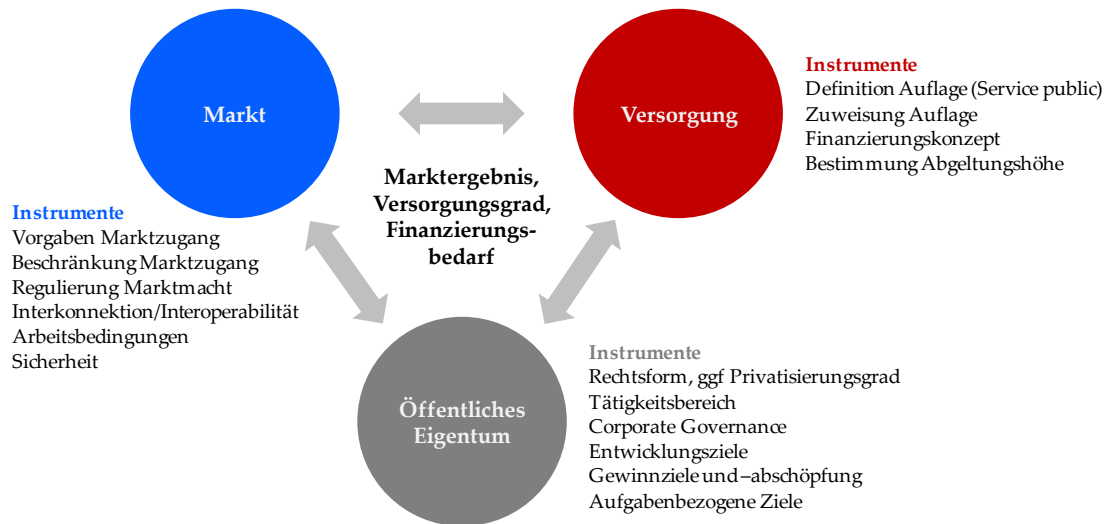 Markt
Versorgung
Instrumente
Definition Auflage (Service public)
Zuweisung Auflage
Finanzierungskonzept
Bestimmung Abgeltungshöhe
Marktergebnis,
Versorgungsgrad,
Finanzierungs-
bedarf
Instrumente
Vorgaben Marktzugang
Beschränkung Marktzugang
Regulierung Marktmacht
Interkonnektion/Interoperabilität
Arbeitsbedingungen
Sicherheit
Öffentliches
Eigentum
Instrumente
Rechtsform, ggf Privatisierungsgrad
Tätigkeitsbereich
Corporate Governance
Entwicklungsziele
Gewinnziele und –abschöpfung
Aufgabenbezogene Ziele